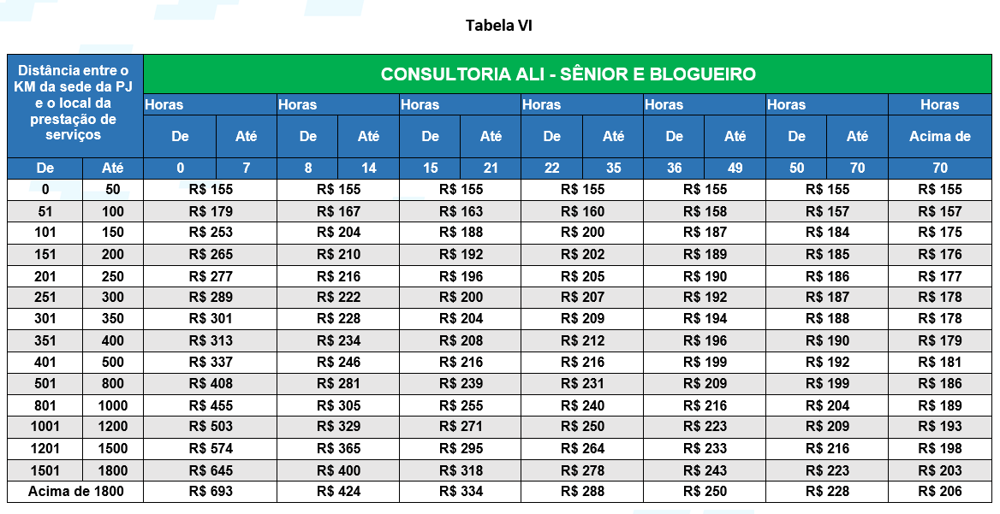 Tabela VI
Distância entre o
KM da sede da PJ
e o local da
prestação de
serviços
CONSULTORIA ALI - SÊNIOR E BLOGUEIRO
Horas Horas Horas Horas Horas Horas Horas
De Até De Até De Até De Até De Até De Até Acima de
De Até 0 7 8 14 15 21 22 35 36 49 50 70 70
0 50 R$ 155 R$ 155 R$ 155 R$ 155 R$ 155 R$ 155 R$ 155
51 100 R$ 179 R$ 167 R$ 163 R$ 160 R$ 158 R$ 157 R$ 157
101 150 R$ 253 R$ 204 R$ 188 R$ 200 R$ 187 R$ 184 R$ 175
151 200 R$ 265 R$ 210 R$ 192 R$ 202 R$ 189 R$ 185 R$ 176
201 250 R$ 277 R$ 216 R$ 196 R$ 205 R$ 190 R$ 186 R$ 177
251 300 R$ 289 R$ 222 R$ 200 R$ 207 R$ 192 R$ 187 R$ 178
301 350 R$ 301 R$ 228 R$ 204 R$ 209 R$ 194 R$ 188 R$ 178
351 400 R$ 313 R$ 234 R$ 208 R$ 212 R$ 196 R$ 190 R$ 179
401 500 R$ 337 R$ 246 R$ 216 R$ 216 R$ 199 R$ 192 R$ 181
501 800 R$ 408 R$ 281 R$ 239 R$ 231 R$ 209 R$ 199 R$ 186
801 1000 R$ 455 R$ 305 R$ 255 R$ 240 R$ 216 R$ 204 R$ 189
1001 1200 R$ 503 R$ 329 R$ 271 R$ 250 R$ 223 R$ 209 R$ 193
1201 1500 R$ 574 R$ 365 R$ 295 R$ 264 R$ 233 R$ 216 R$ 198
1501 1800 R$ 645 R$ 400 R$ 318 R$ 278 R$ 243 R$ 223 R$ 203
Acima de 1800 R$ 693 R$ 424 R$ 334 R$ 288 R$ 250 R$ 228 R$ 206